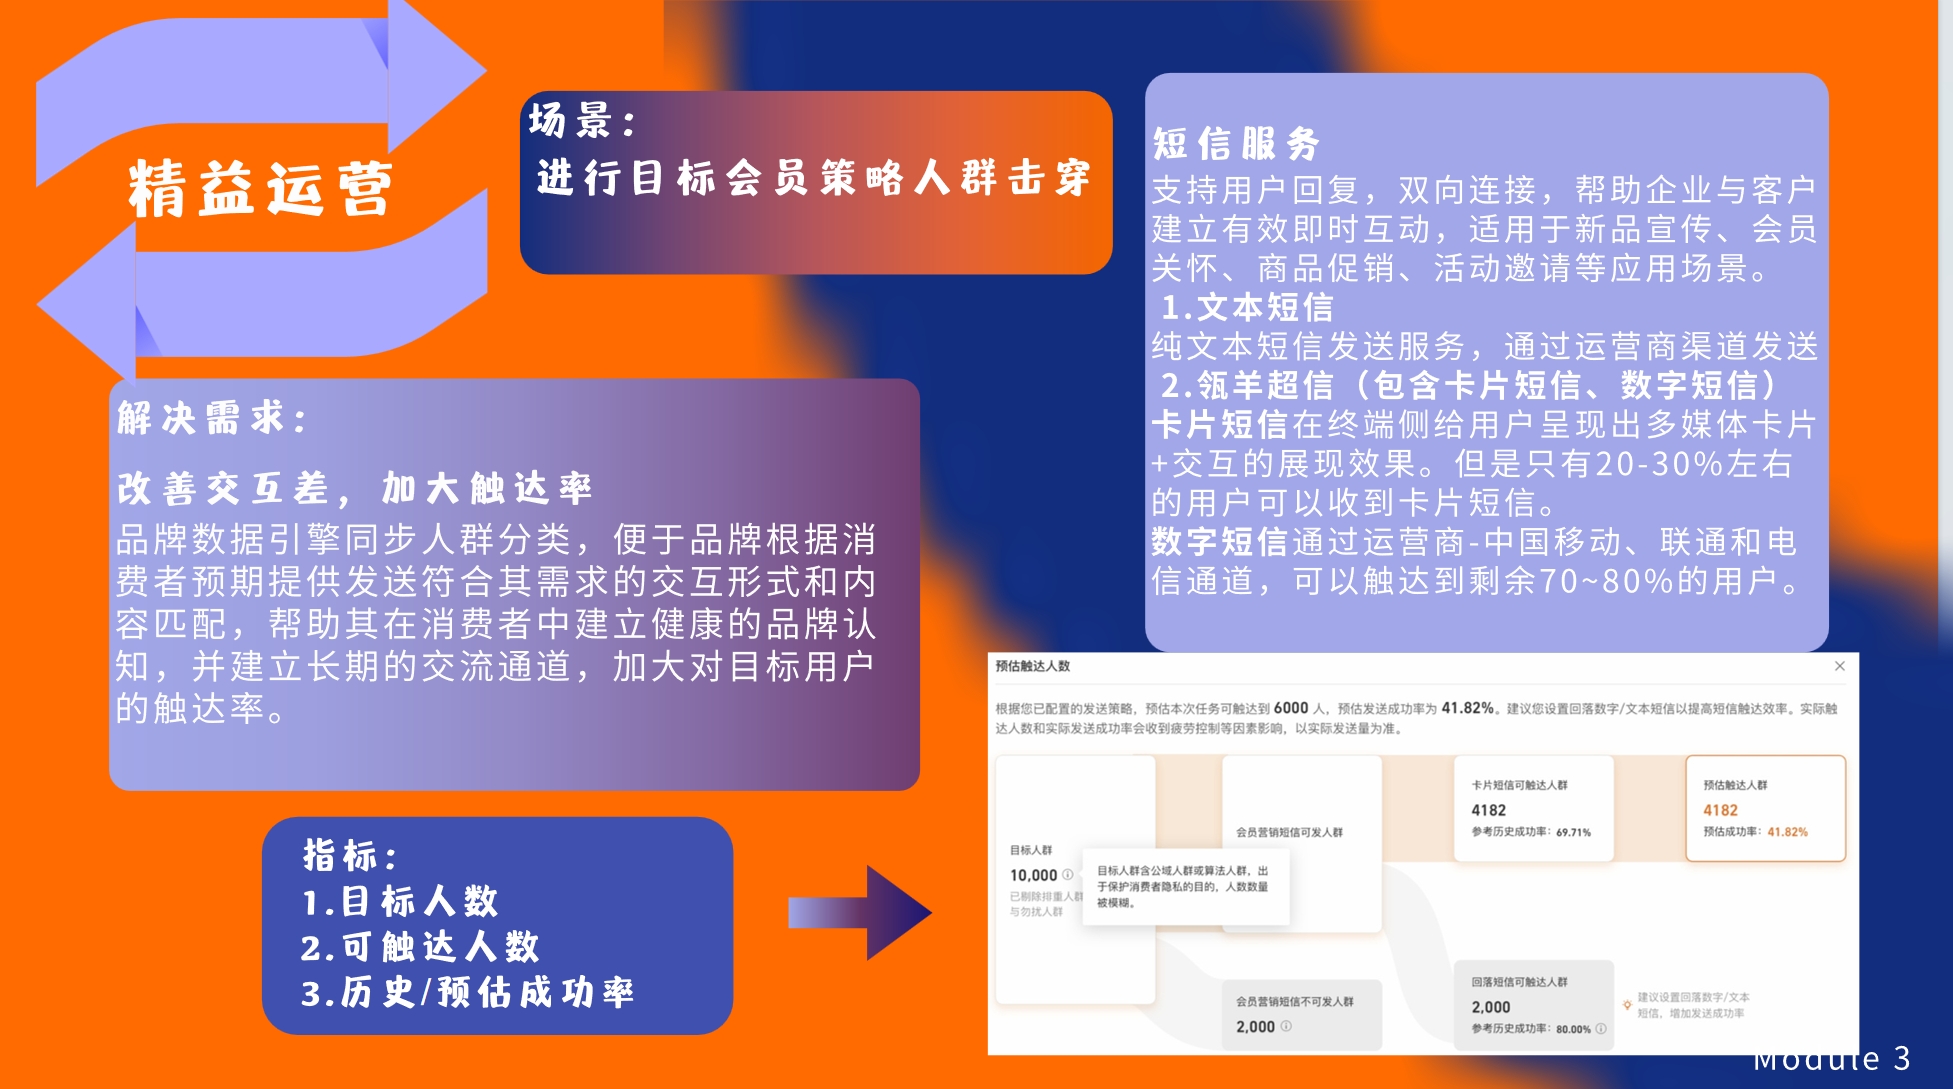 精益运营
场景：
进行目标会员策略人群击穿
解决需求：
改善交互差，加大触达率
品牌数据引擎同步人群分类，便于品牌根据消
费者预期提供发送符合其需求的交互形式和内
容匹配，帮助其在消费者中建立健康的品牌认
知，并建立长期的交流通道，加大对目标用户
的触达率。
指标：
1.目标人数
2.可触达人数
3.历史/预估成功率
短信服务
支持用户回复，双向连接，帮助企业与客户
建立有效即时互动，适用于新品宣传、会员
关怀、商品促销、活动邀请等应用场景。
1.文本短信
纯文本短信发送服务，通过运营商渠道发送
2.瓴羊超信（包含卡片短信、数字短信）
卡片短信在终端侧给用户呈现出多媒体卡片
+交互的展现效果。但是只有20-30%左右
的用户可以收到卡片短信。
数字短信通过运营商-中国移动、联通和电
信通道，可以触达到剩余70~80%的用户。
预估触达人数
根据您已配置的发送策略，预估本次任务可触达到 6000 人，预估发送成功率为 41.82%。建议您设置回落数字/文本短信以提高短信触达效率。实际触
达人数和实际发送成功率会收到疲劳控制等因素影响，以实际发送量为准。
目标人群
10,000
已剔除排重人群
与勿扰人群
目标人群含公域人群或算法人群，出
于保护消费者隐私的目的，人数数量
被模糊。
会员营销短信可发人群
会员营销短信不可发人群
2,000
卡片短信可触达人群
4182
参考历史成功率：69.71%
预估触达人群
4182
预估成功率：41.82%
回落短信可触达人群
2,000
参考历史成功率：80.00%
建议设置回落数字/文本
短信，增加发送成功率
Module 3